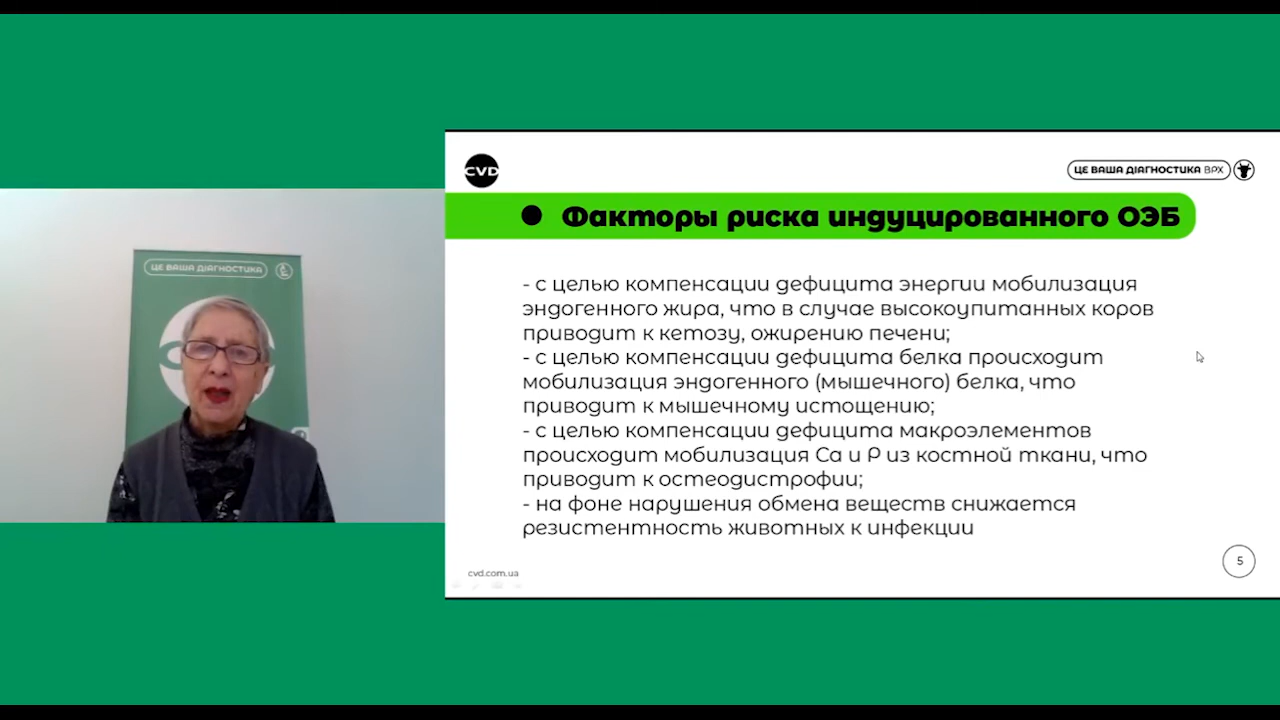 CVD
ЦЕ ВАША ДІАГНОСТИКА ВРХ
● Факторы риска индуцированного ОЭБ
ЦЕ ВАША ДІАГНОСТИКА
- с целью компенсации дефицита энергии мобилизация
эндогенного жира, что в случае высокоупитанных коров
приводит к кетозу, ожирению печени;
- с целью компенсации дефицита белка происходит
мобилизация эндогенного (мышечного) белка, что
приводит к мышечному истощению;
- с целью компенсации дефицита макроэлементов
происходит мобилизация Ca и P из костной ткани, что
приводит к остеодистрофии;
- на фоне нарушения обмена веществ снижается
резистентность животных к инфекции
cvd.com.ua
5